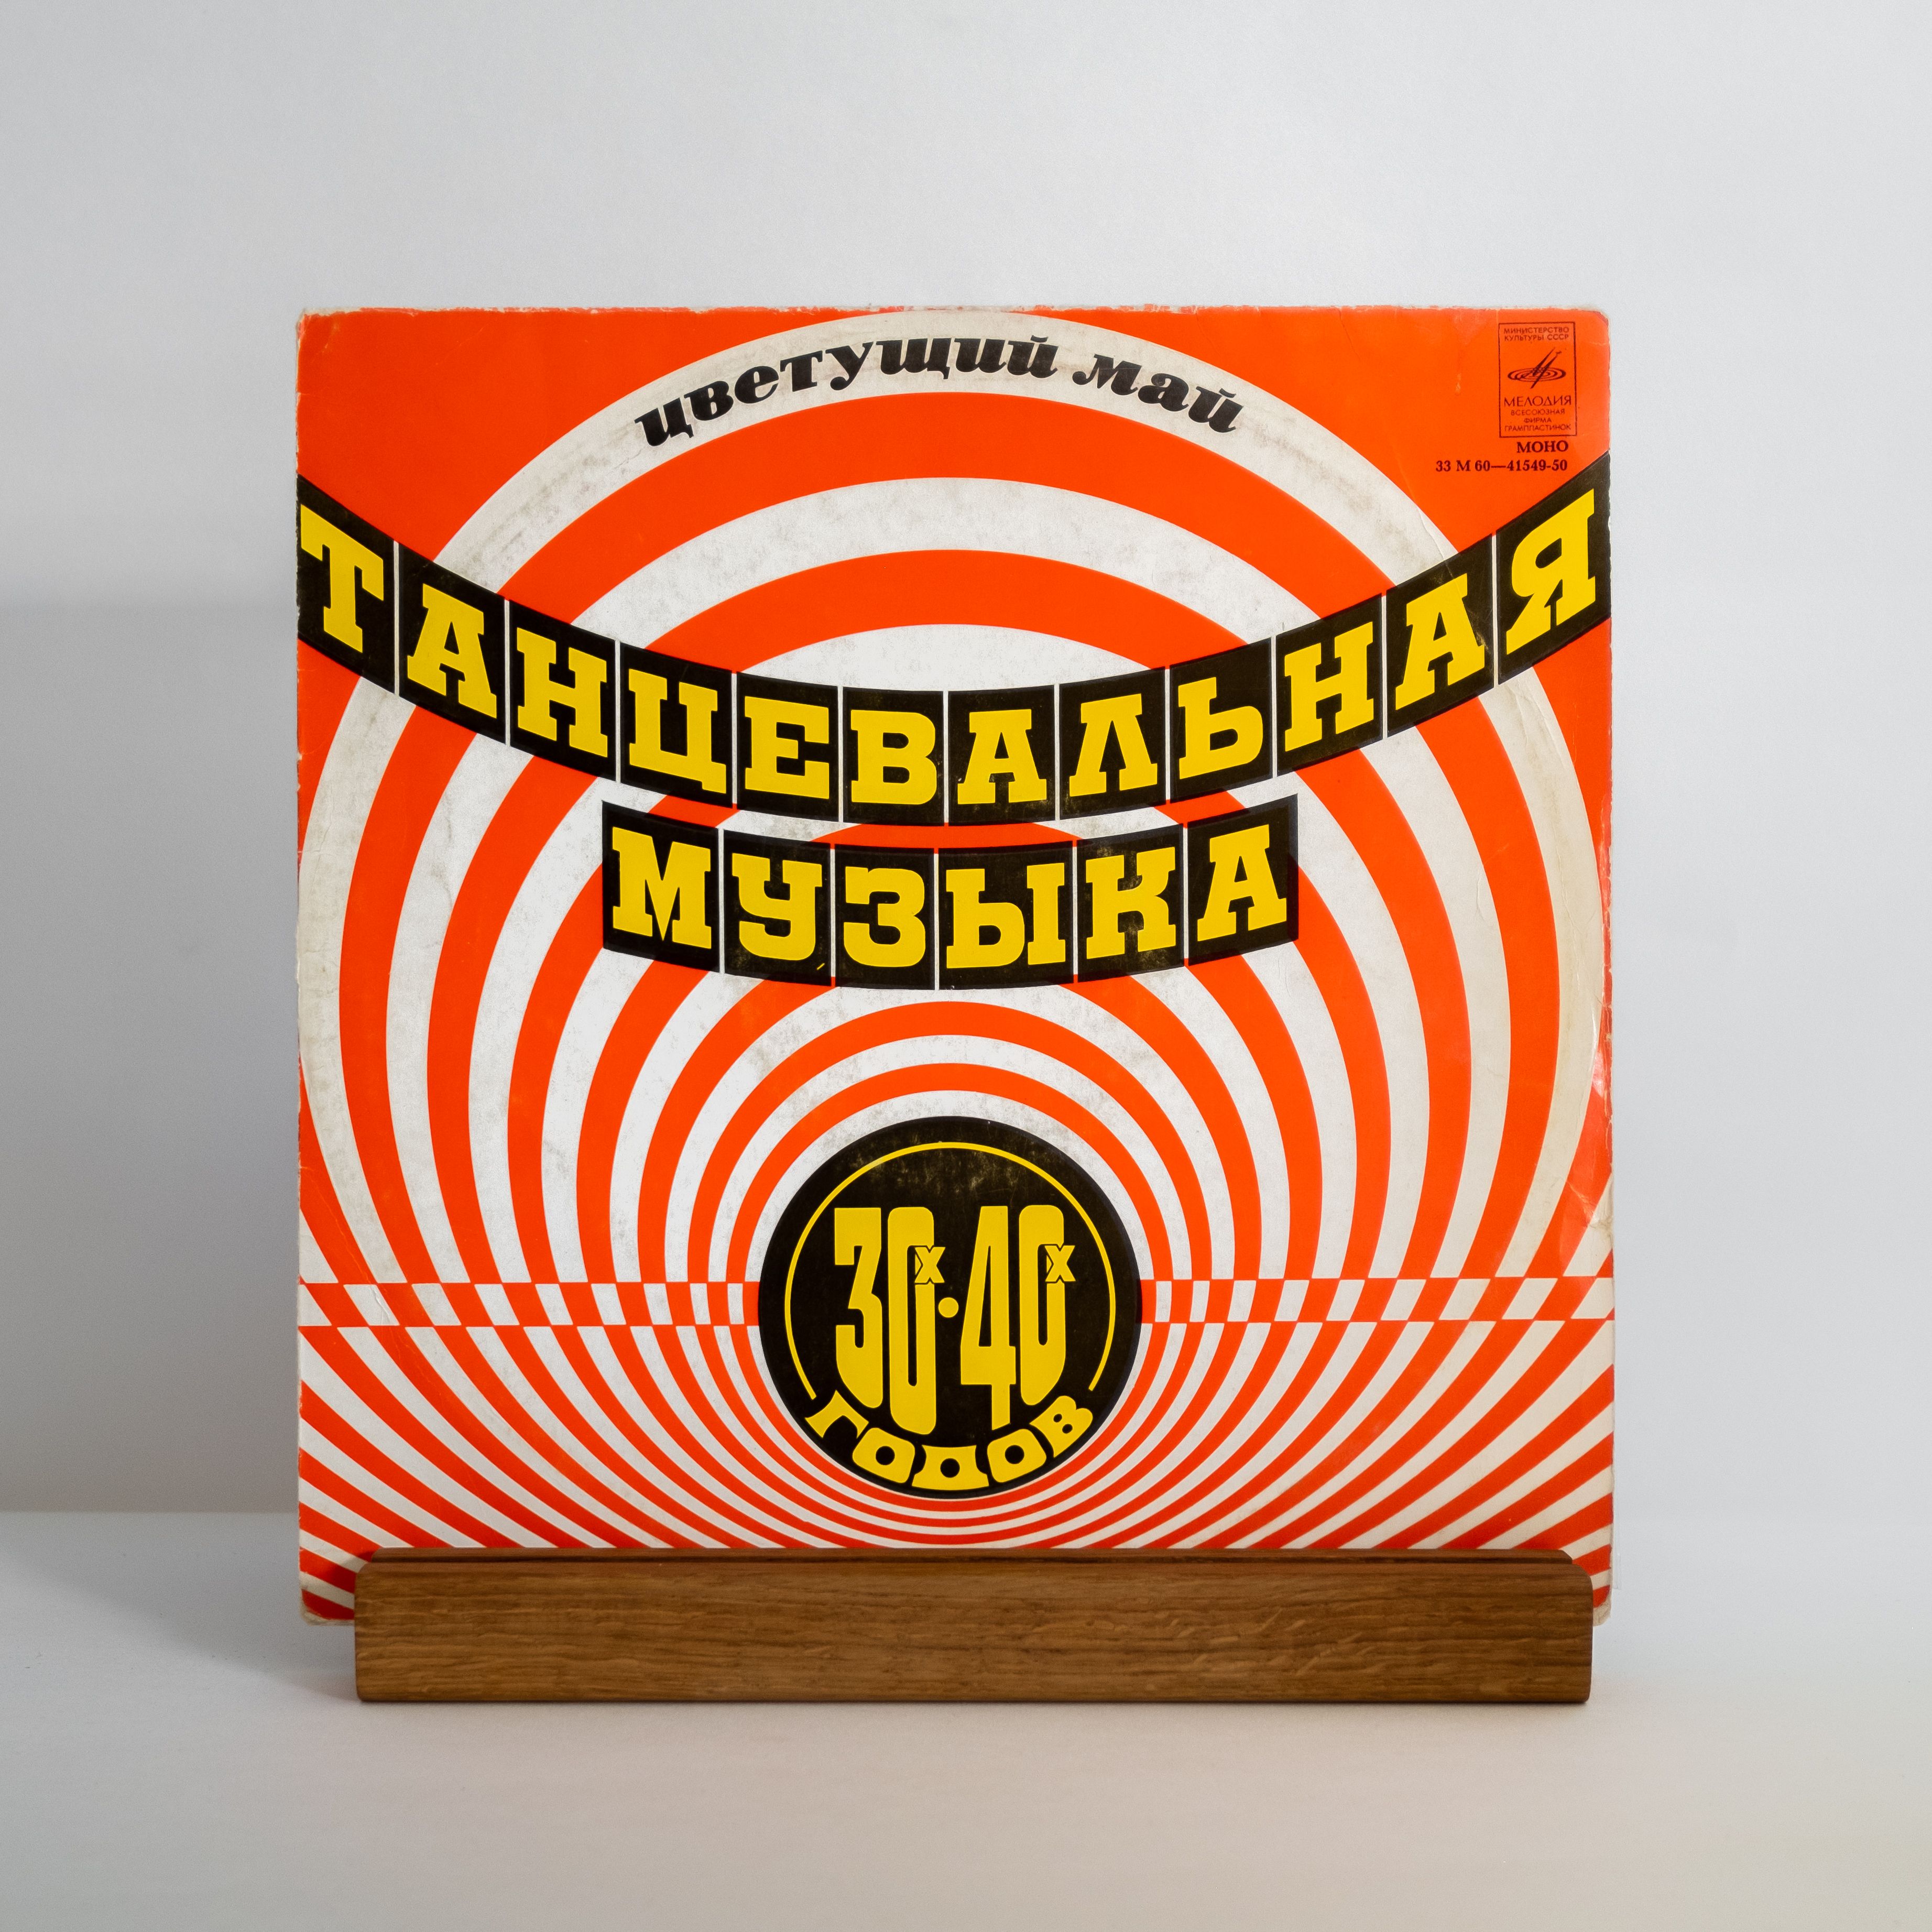 цветущий май
МИНИСТЕРСТВО
КУЛЬТУРЫ СССР
МЕЛОДИЯ
ВСЕСОЮЗНАЯ
ФИРМА
ГРАМПЛАСТИНОК
МОНО
33 М 60—41549-50
ТАНЦЕВАЛЬНАЯ
МУЗЫКА
30х·40х
ГОДОВ